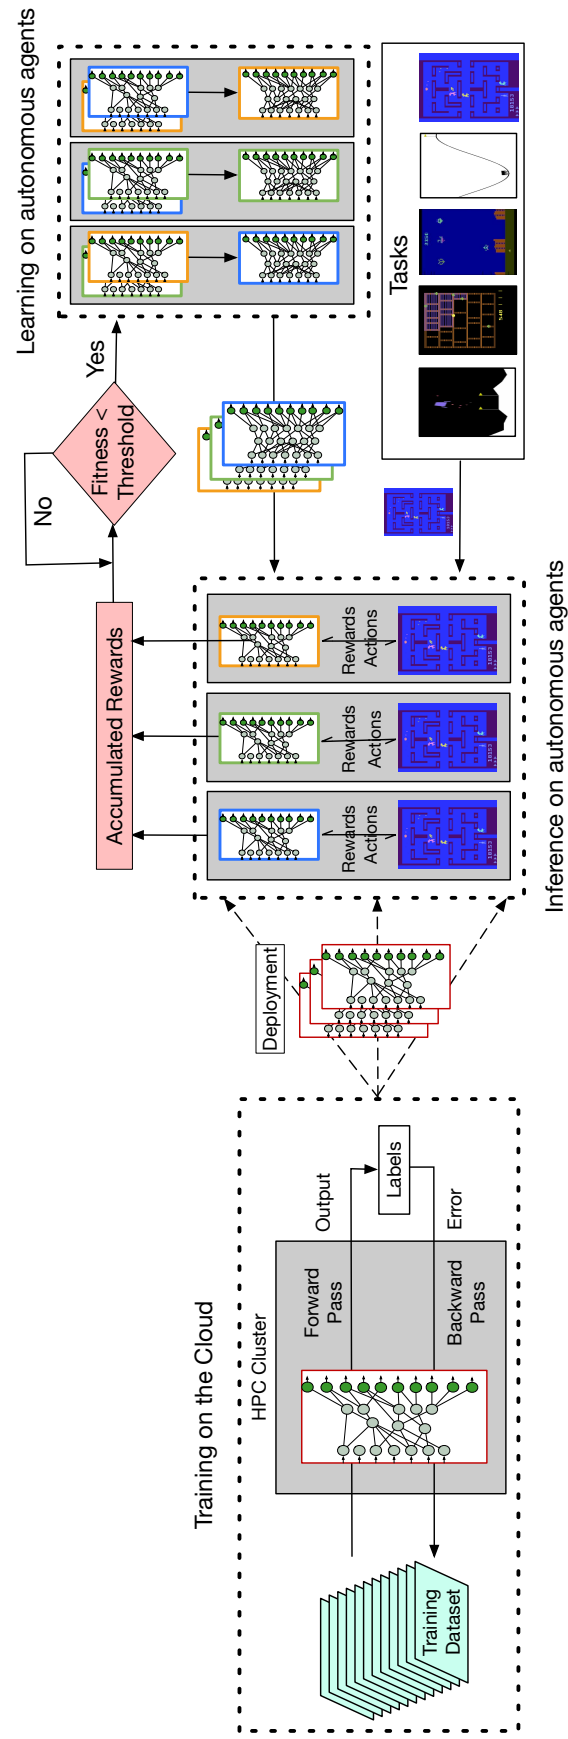 Training on the Cloud
HPC Cluster
Training
Dataset
Forward
Pass
Backward
Pass
Output
Labels
Error
Deployment
Accumulated Rewards
Rewards
Actions
Rewards
Actions
Rewards
Actions
Inference on autonomous agents
No
Fitness <
Threshold
Yes
Learning on autonomous agents
Tasks